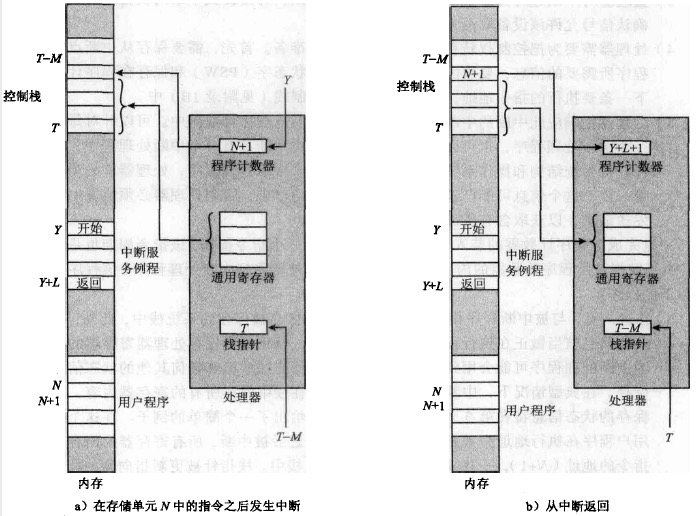 T–M
控制栈
T
Y
N+1
程序计数器
Y
开始
中断服
务例程
通用寄存器
Y+L
返回
T
栈指针
N
N+1
用户程序
处理器
T–M
内存
a）在存储单元 N 中的指令之后发生中断
T–M
N+1
控制栈
T
Y+L+1
程序计数器
Y
开始
中断服
务例程
通用寄存器
Y+L
返回
T–M
栈指针
N
N+1
用户程序
处理器
T
内存
b）从中断返回